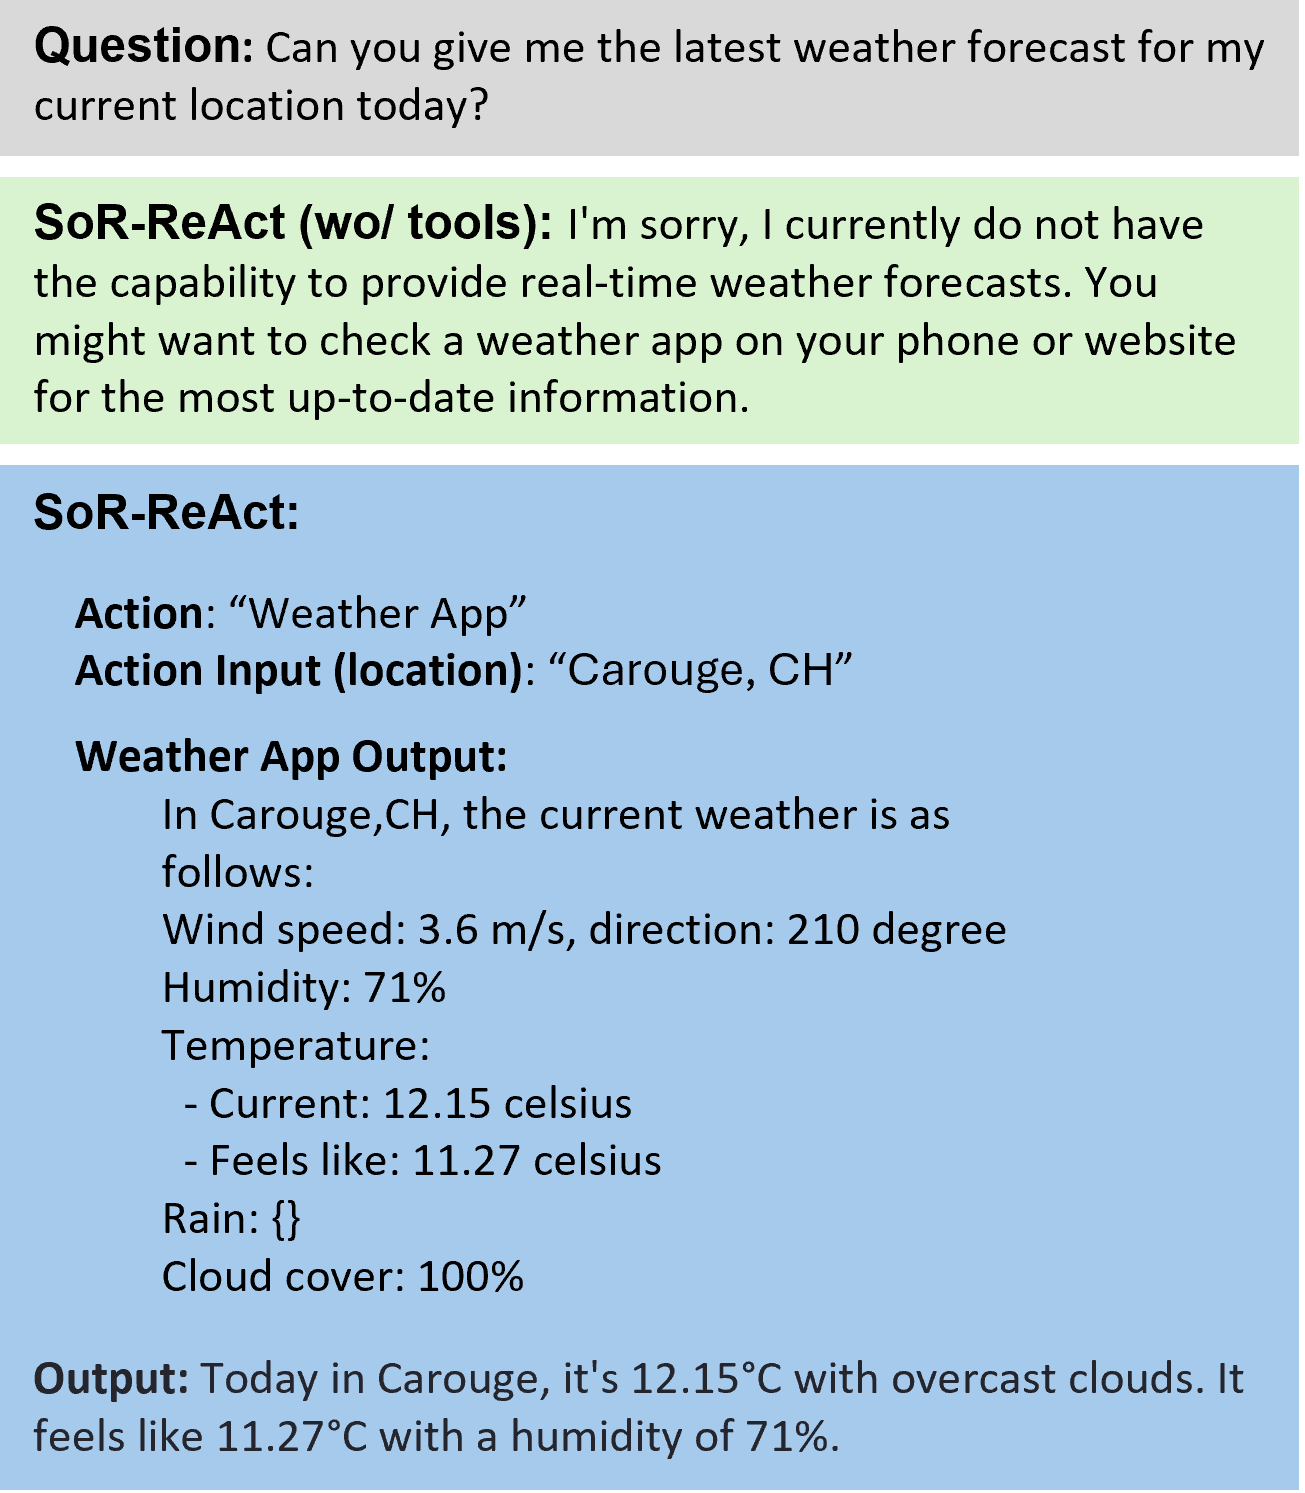 Question: Can you give me the latest weather forecast for my
current location today?
SoR-ReAct (wo/ tools): I'm sorry, I currently do not have
the capability to provide real-time weather forecasts. You
might want to check a weather app on your phone or website
for the most up-to-date information.
SoR-ReAct:
Action: “Weather App”
Action Input (location): “Carouge, CH”
Weather App Output:
In Carouge,CH, the current weather is as
follows:
Wind speed: 3.6 m/s, direction: 210 degree
Humidity: 71%
Temperature:
- Current: 12.15 celsius
- Feels like: 11.27 celsius
Rain: {}
Cloud cover: 100%
Output: Today in Carouge, it's 12.15°C with overcast clouds. It
feels like 11.27°C with a humidity of 71%.